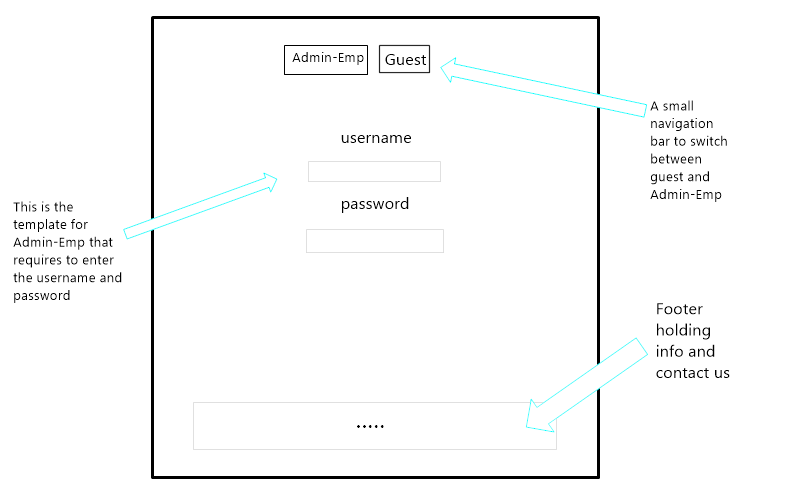 Admin-Emp
Guest
A small
navigation
bar to switch
between
guest and
Admin-Emp
username
password
This is the
template for
Admin-Emp that
requires to enter
the username and
password
Footer
holding
info and
contact us
.....